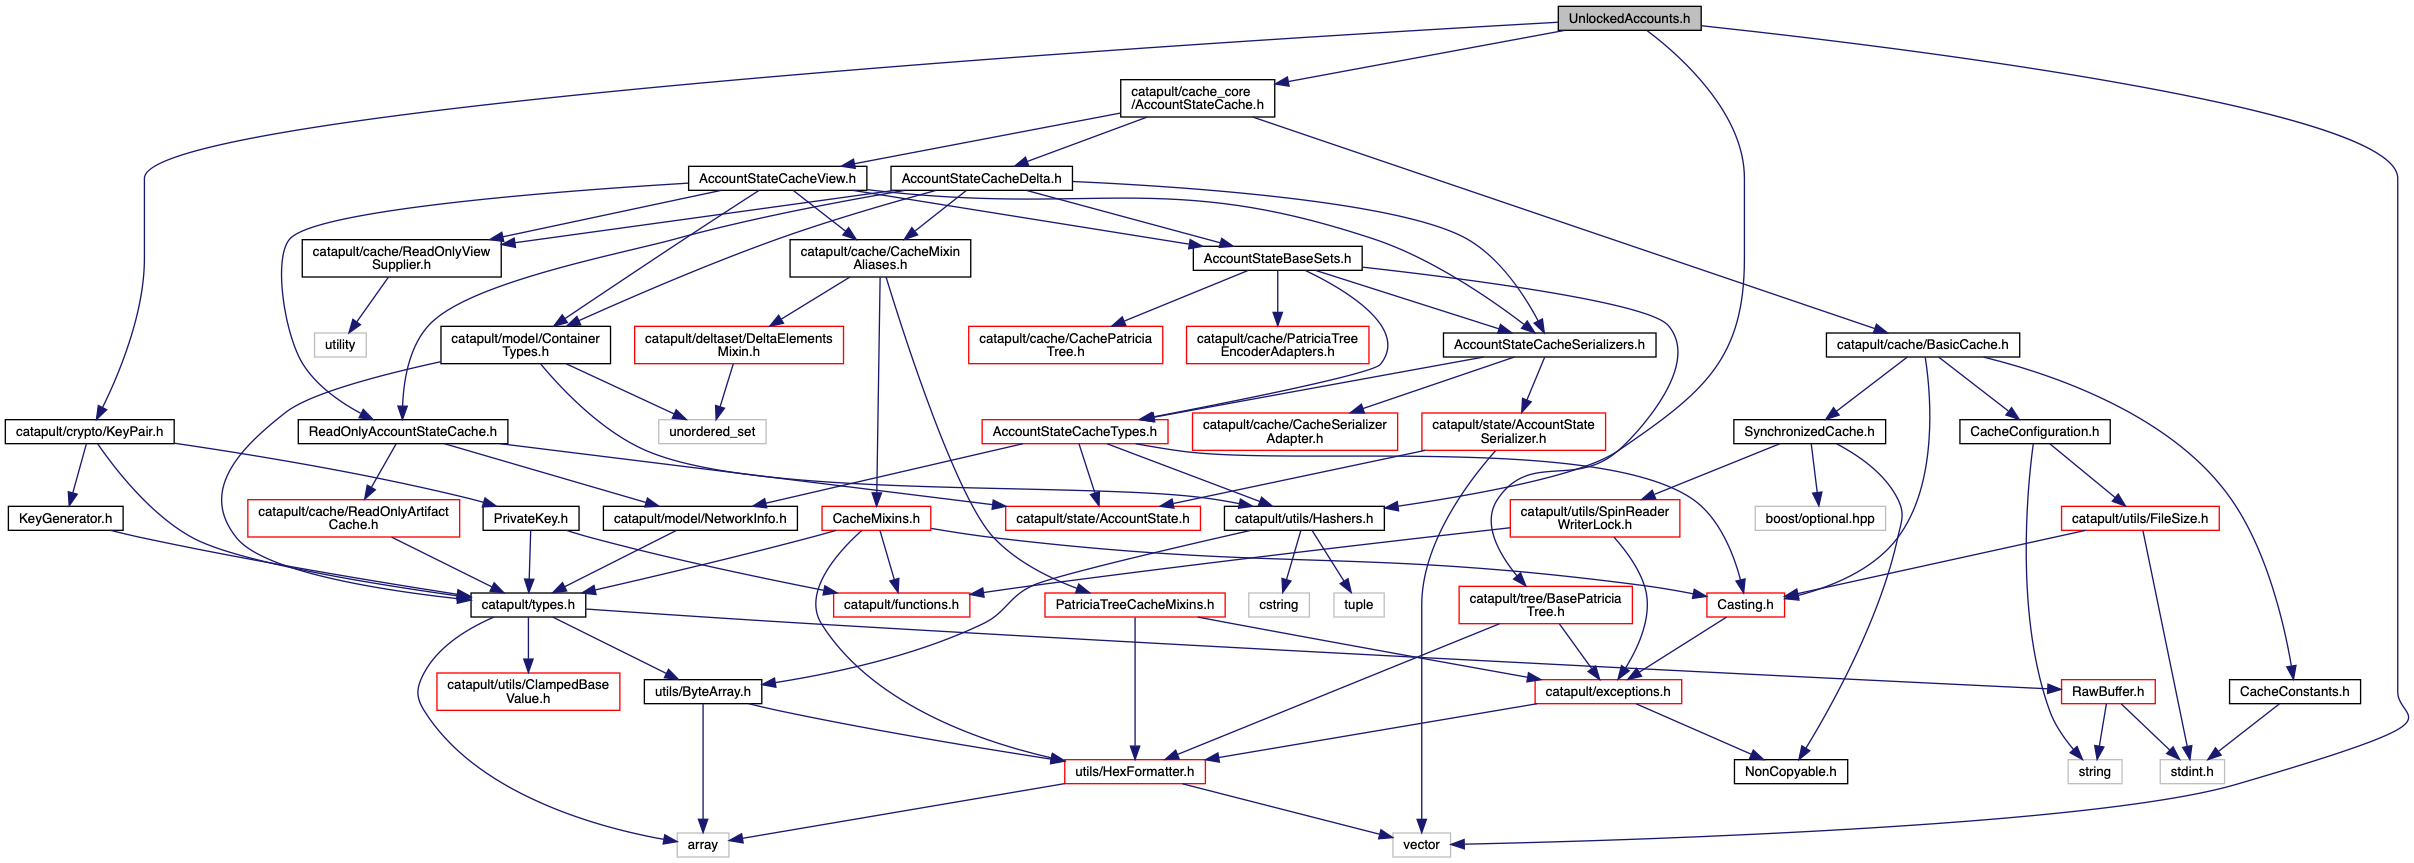 UnlockedAccounts.h
catapult/cache_core
/AccountStateCache.h
AccountStateCacheView.h
AccountStateCacheDelta.h
catapult/cache/ReadOnlyView
Supplier.h
catapult/cache/CacheMixin
Aliases.h
AccountStateBaseSets.h
utility
catapult/model/Container
Types.h
catapult/deltaset/DeltaElements
Mixin.h
catapult/cache/CachePatricia
Tree.h
catapult/cache/PatriciaTree
EncoderAdapters.h
AccountStateCacheSerializers.h
catapult/cache/BasicCache.h
catapult/crypto/KeyPair.h
ReadOnlyAccountStateCache.h
unordered_set
AccountStateCacheTypes.h
catapult/cache/CacheSerializer
Adapter.h
catapult/state/AccountState
Serializer.h
SynchronizedCache.h
CacheConfiguration.h
KeyGenerator.h
catapult/cache/ReadOnlyArtifact
Cache.h
PrivateKey.h
catapult/model/NetworkInfo.h
CacheMixins.h
catapult/state/AccountState.h
catapult/utils/Hashers.h
catapult/utils/SpinReader
WriterLock.h
boost/optional.hpp
catapult/utils/FileSize.h
catapult/types.h
catapult/functions.h
PatriciaTreeCacheMixins.h
cstring
tuple
catapult/tree/BasePatricia
Tree.h
Casting.h
catapult/utils/ClampedBase
Value.h
utils/ByteArray.h
catapult/exceptions.h
RawBuffer.h
CacheConstants.h
utils/HexFormatter.h
NonCopyable.h
string
stdint.h
array
vector